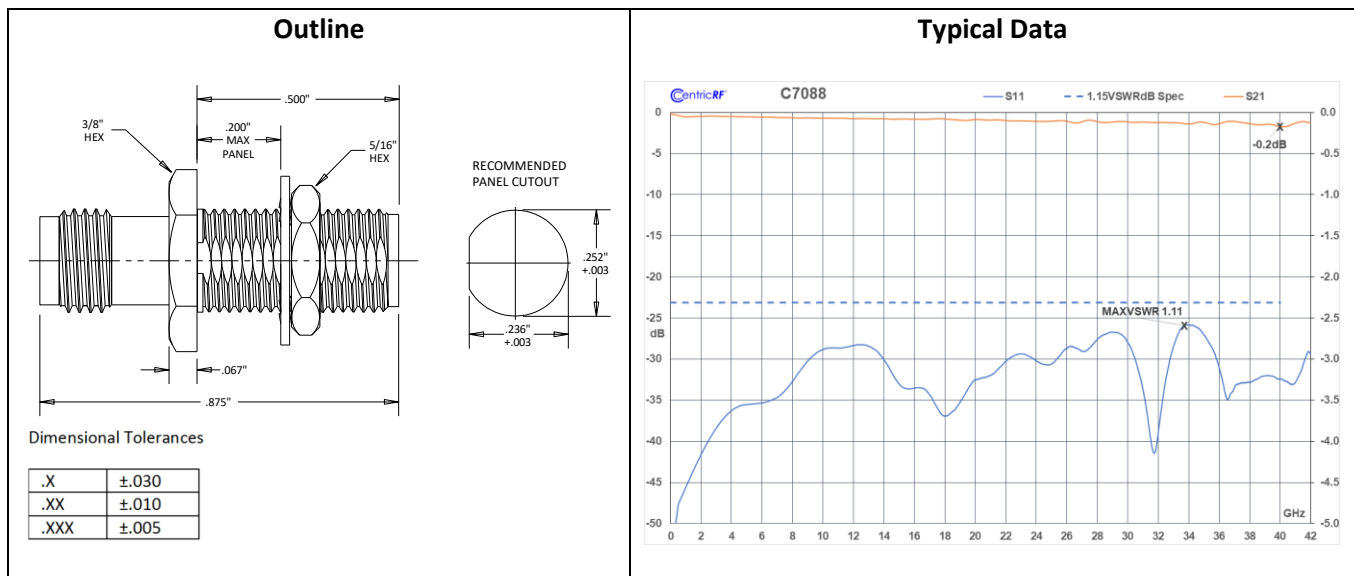 Outline
.500"
3/8"
HEX
.200"
MAX
PANEL
5/16"
HEX
RECOMMENDED
PANEL CUTOUT
.252"
+.003
.236"
+.003
.067"
.875"
Dimensional Tolerances
.X ±.030
.XX ±.010
.XXX ±.005
Typical Data
CentricRF™ C7088 S11 1.15VSWRdB Spec S21
0 0.0
-0.2dB
-5 -0.5
-10 -1.0
-15 -1.5
-20 -2.0
MAXVSWR 1.11
-25 -2.5
dB
-30 -3.0
-35 -3.5
-40 -4.0
-45 -4.5
GHz
-50 -5.0
0 2 4 6 8 10 12 14 16 18 20 22 24 26 28 30 32 34 36 38 40 42